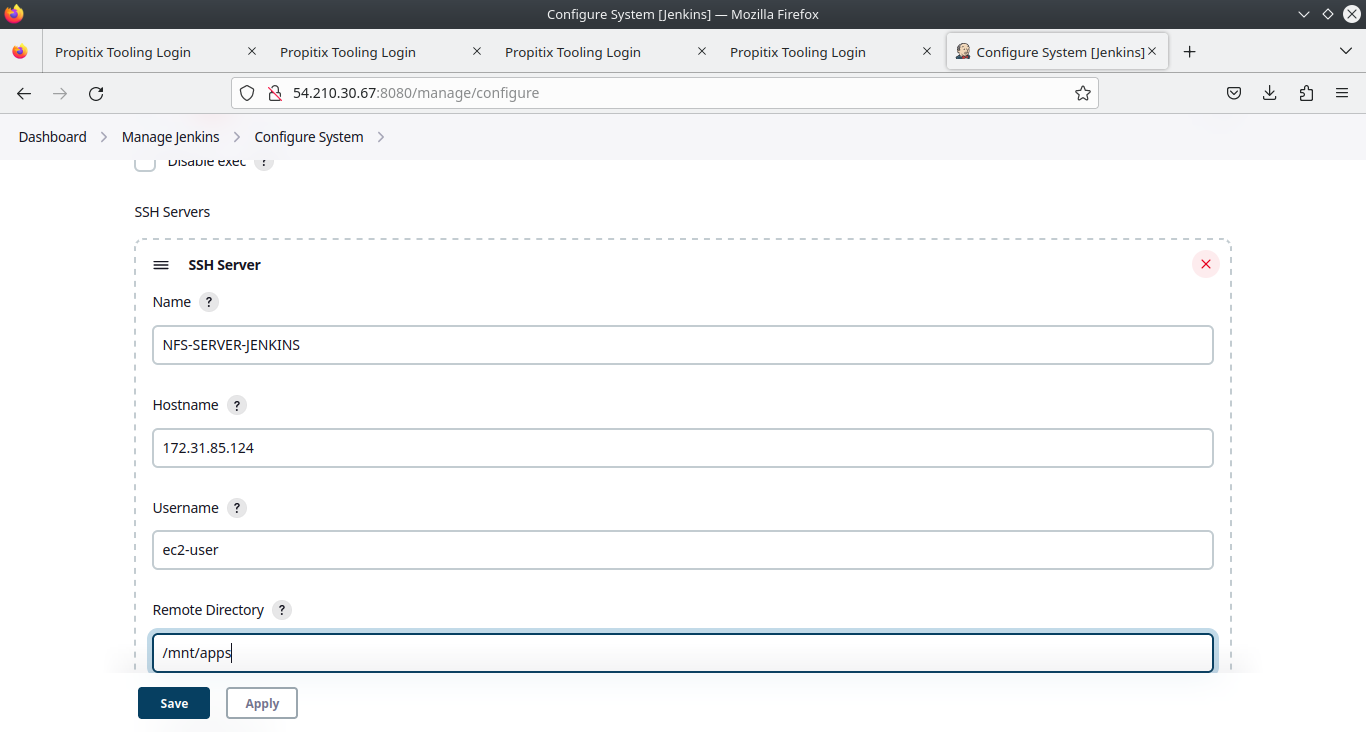 Configure System [Jenkins] — Mozilla Firefox
Propitix Tooling Login Propitix Tooling Login Propitix Tooling Login Propitix Tooling Login Configure System [Jenkins]
54.210.30.67:8080/manage/configure
Dashboard Manage Jenkins Configure System
Disable exec ?
SSH Servers
SSH Server
Name ?
NFS-SERVER-JENKINS
Hostname ?
172.31.85.124
Username ?
ec2-user
Remote Directory ?
/mnt/apps
Save Apply